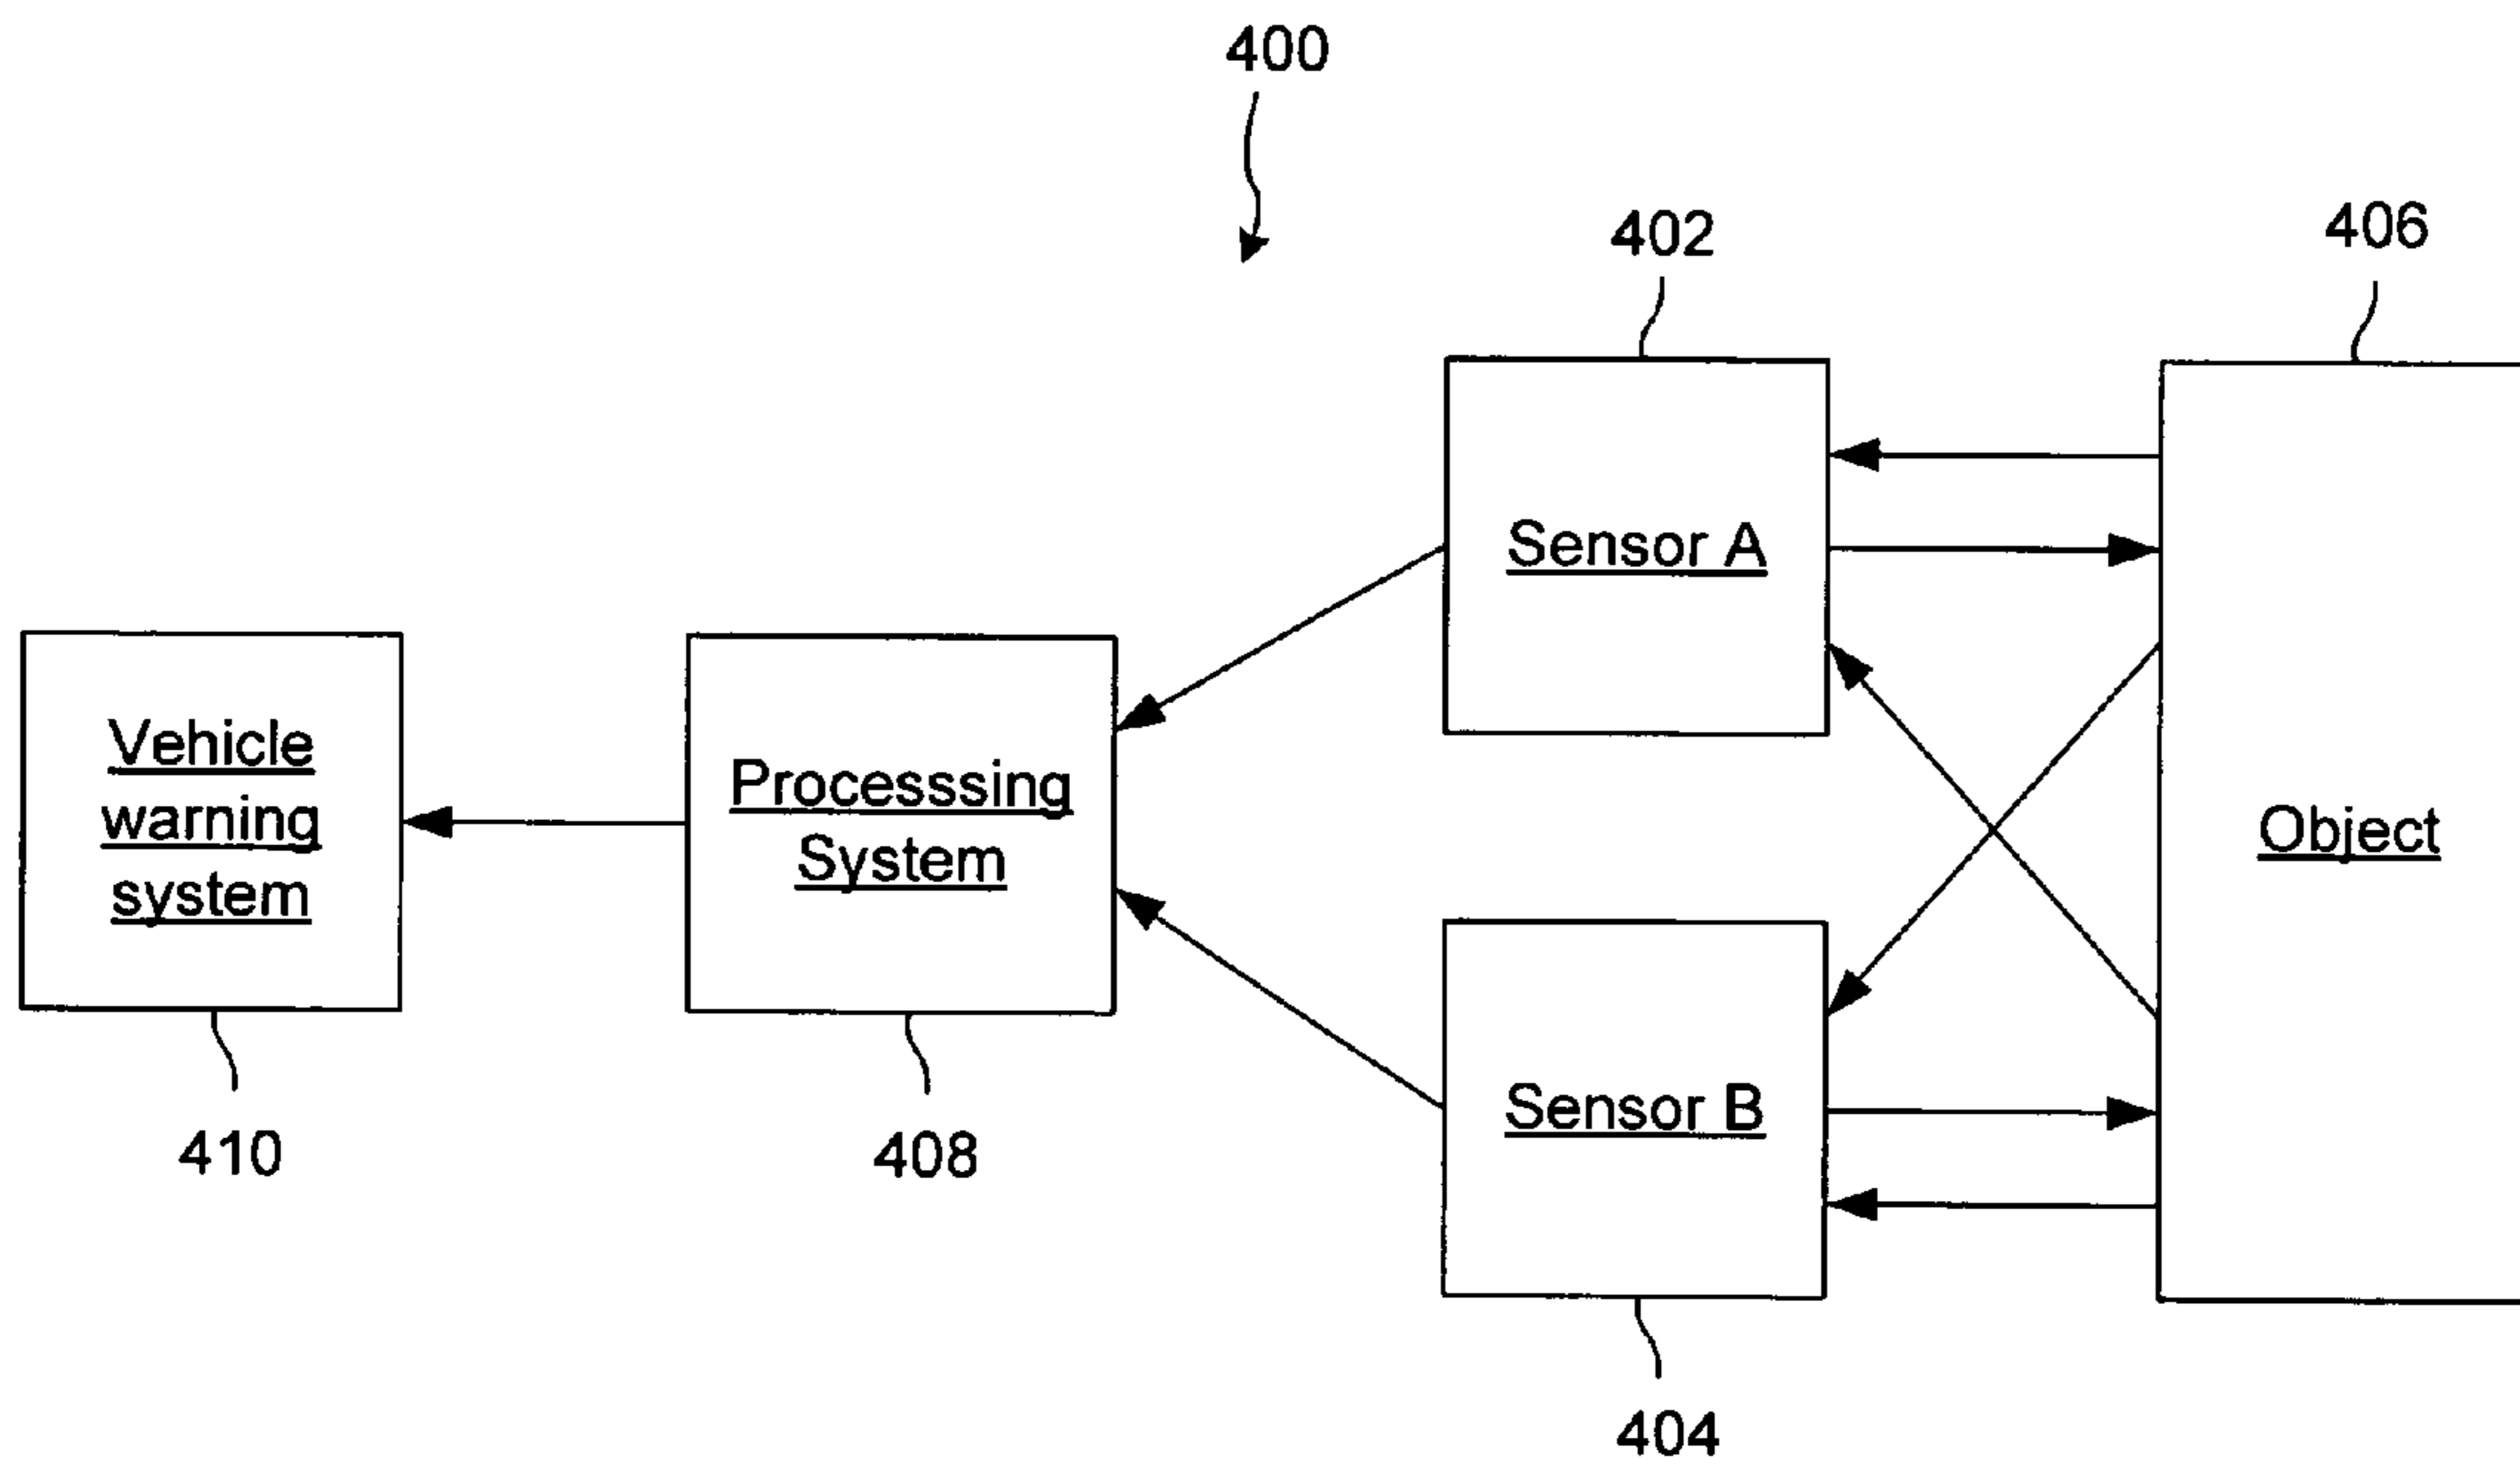 400
402
406
Sensor A
Vehicle
warning
system
Processsing
System
Object
Sensor B
410
408
404